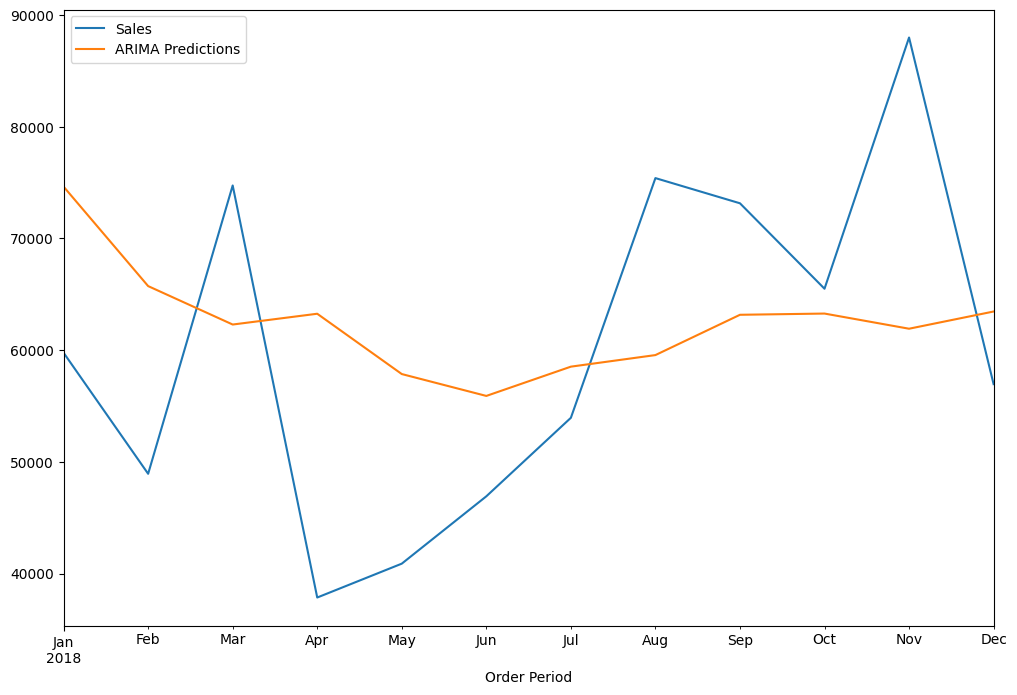 Sales
ARIMA Predictions
90000
80000
70000
60000
50000
40000
Jan Feb Mar Apr May Jun Jul Aug Sep Oct Nov Dec
2018
Order Period